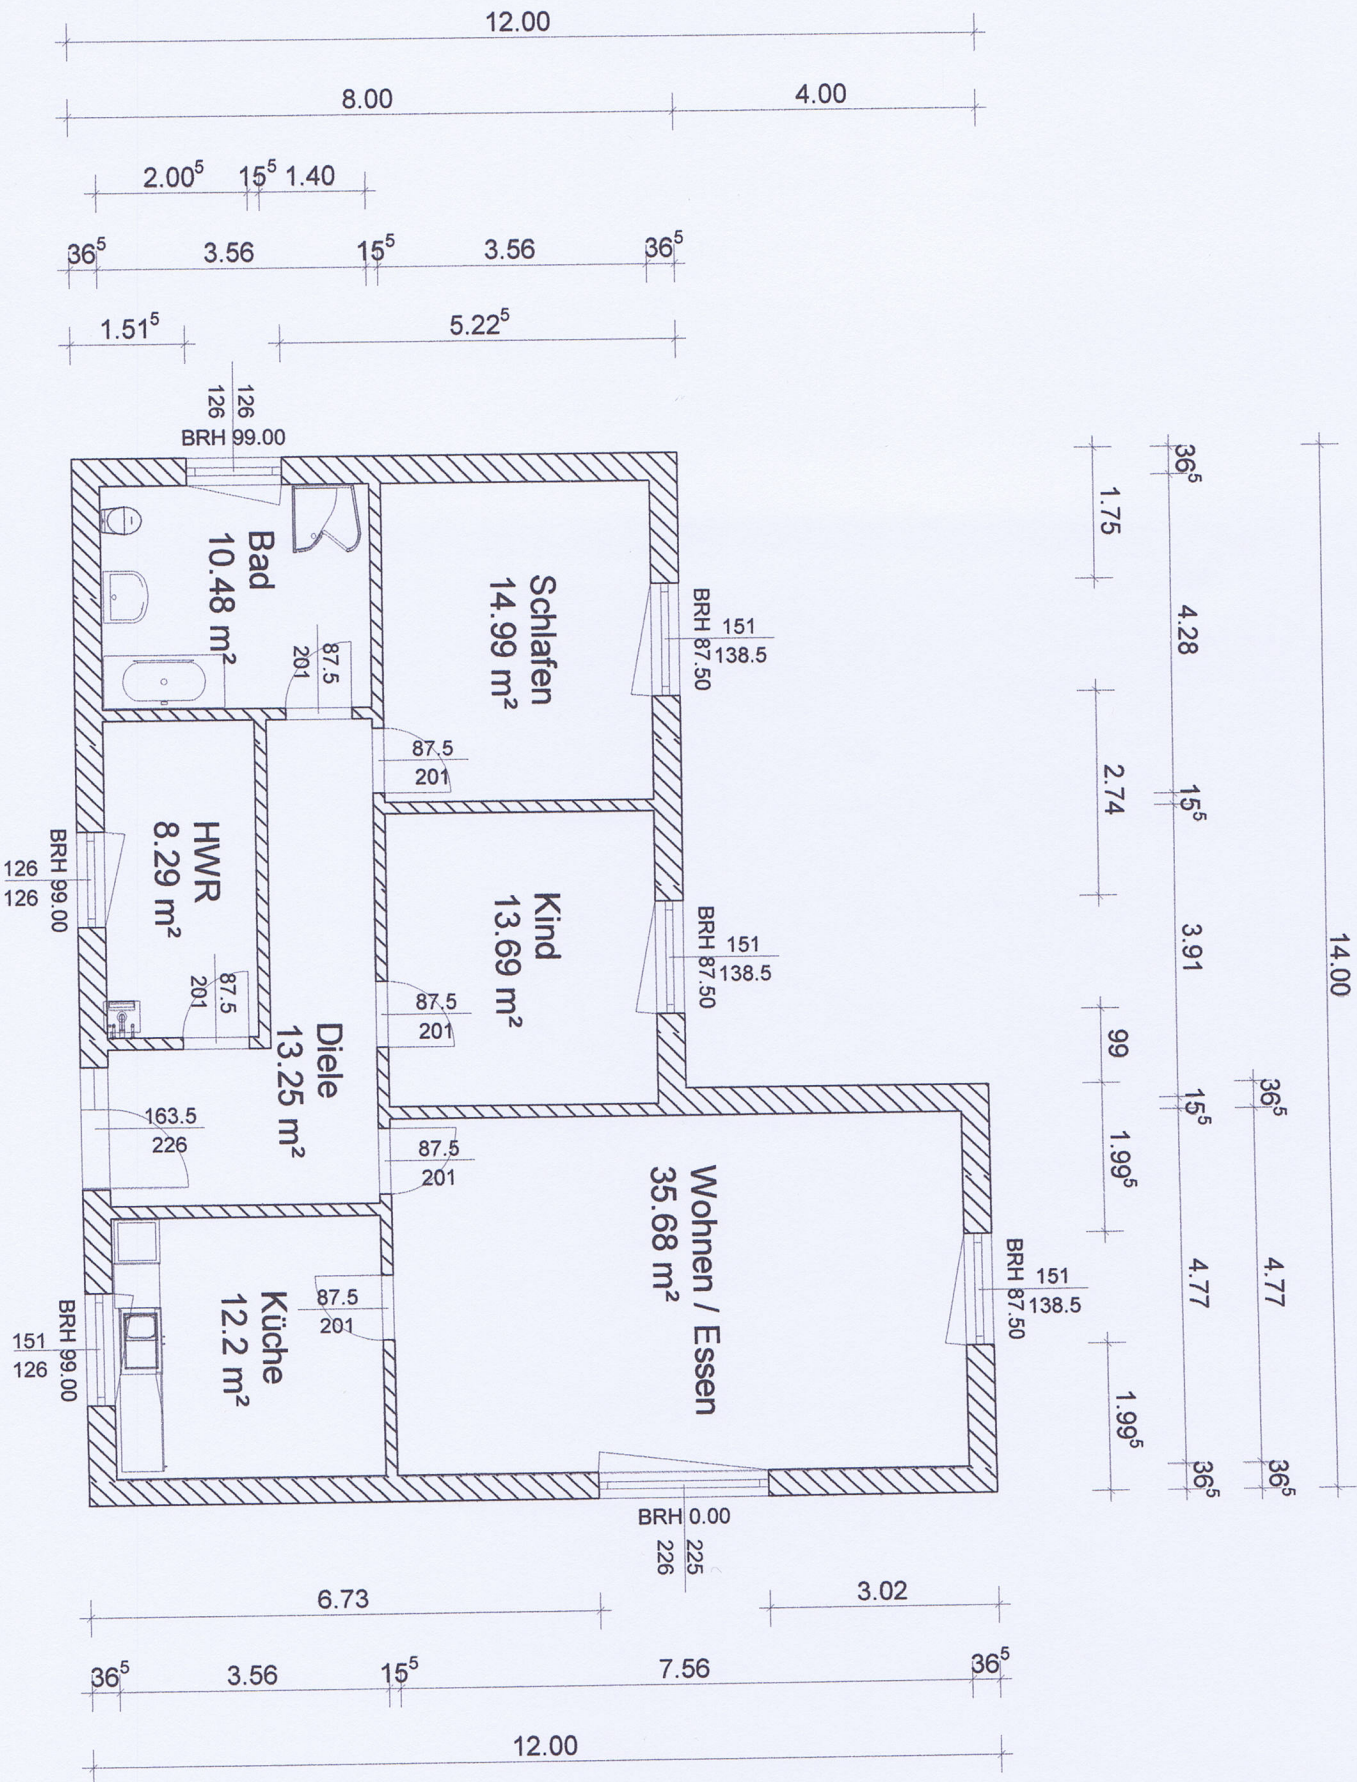 12.00
8.00 4.00
2.00⁵ 15⁵ 1.40
36⁵ 3.56 15⁵ 3.56 36⁵
1.51⁵ 5.22⁵
126
126
BRH 99.00
Bad
10.48 m²
87.5
201
Schlafen
14.99 m²
87.5
201
BRH 87.50
151
138.5
HWR
8.29 m²
87.5
201
BRH 99.00
126
126
Kind
13.69 m²
87.5
201
BRH 87.50
151
138.5
Diele
13.25 m²
163.5
226
87.5
201
Wohnen / Essen
35.68 m²
BRH 87.50
151
138.5
Küche
12.2 m²
87.5
201
BRH 99.00
151
126
BRH 0.00
225
226
1.75
2.74
99
1.99⁵
1.99⁵
36⁵
4.28
15⁵
3.91
15⁵
4.77
36⁵
36⁵
4.77
36⁵
14.00
6.73 3.02
36⁵ 3.56 15⁵ 7.56 36⁵
12.00